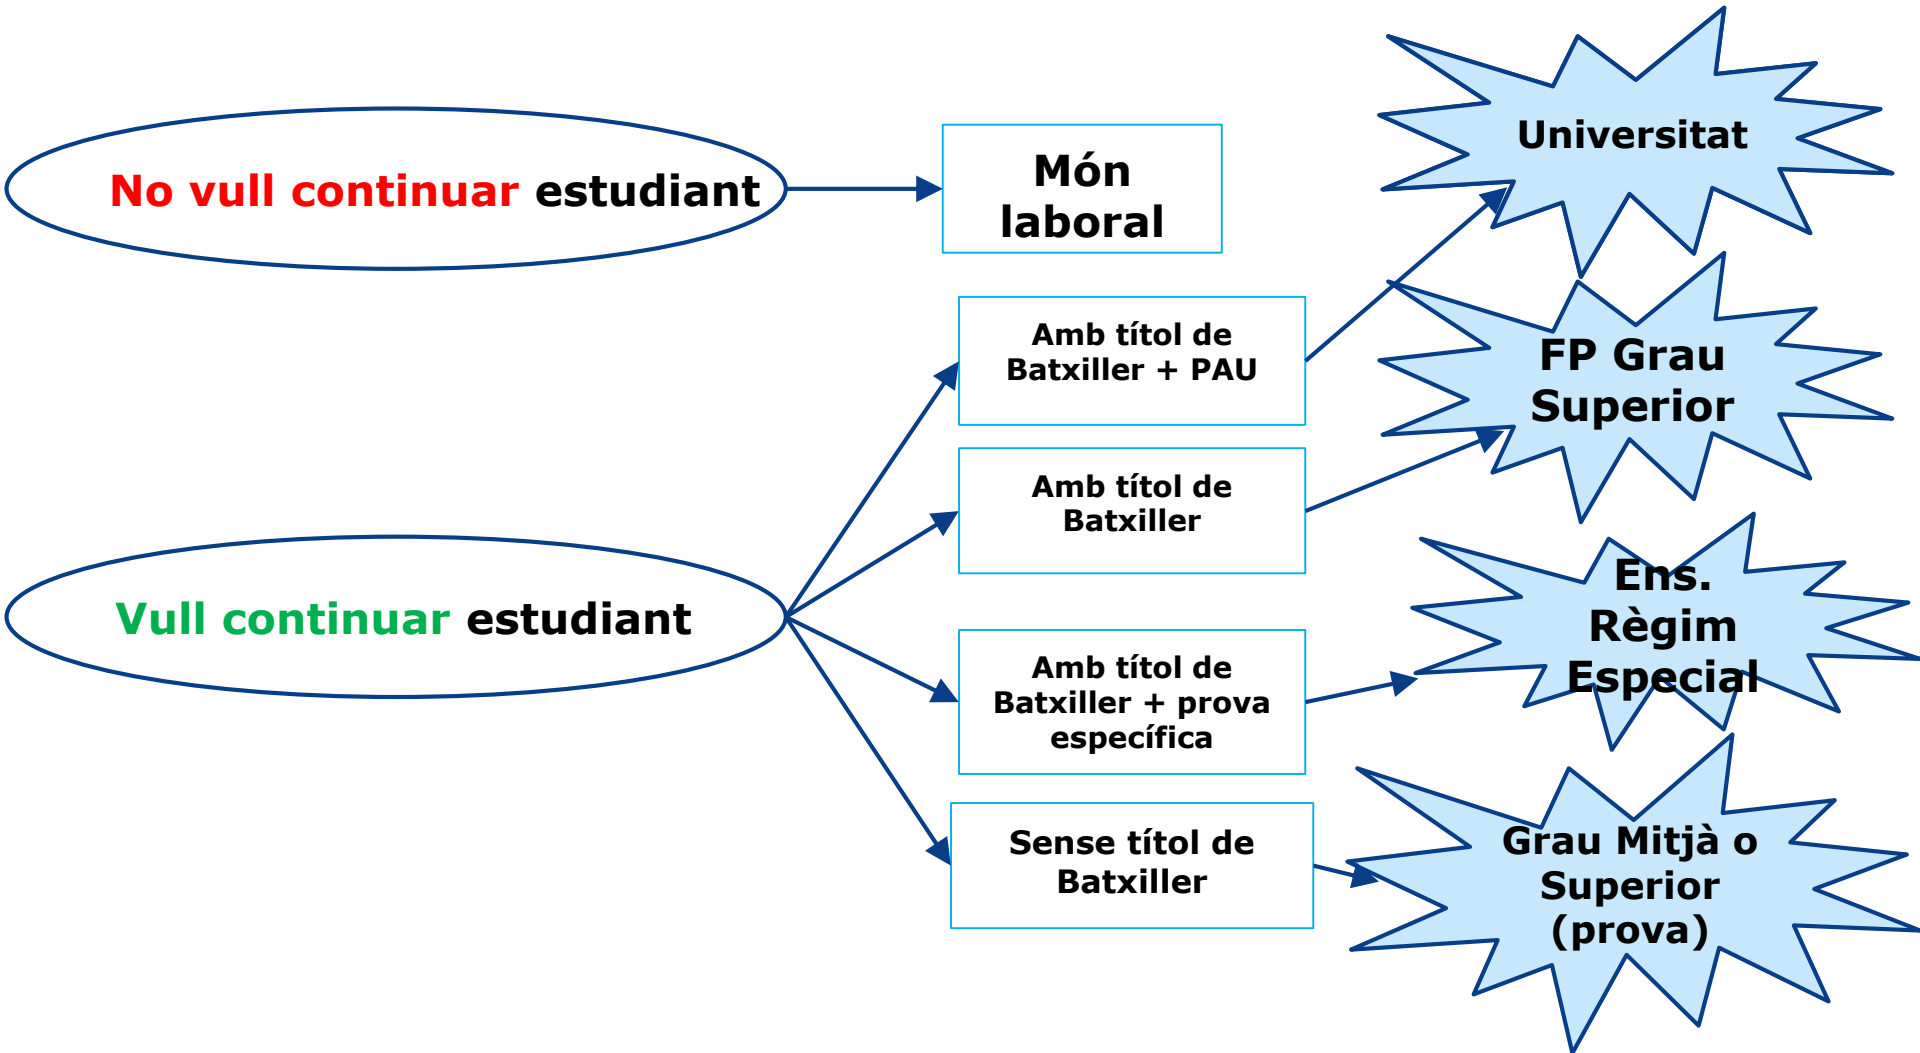 No vull continuar estudiant
Món
laboral
Universitat
Amb títol de
Batxiller + PAU
FP Grau
Superior
Amb títol de
Batxiller
Vull continuar estudiant
Ens.
Règim
Especial
Amb títol de
Batxiller + prova
específica
Sense títol de
Batxiller
Grau Mitjà o
Superior
(prova)